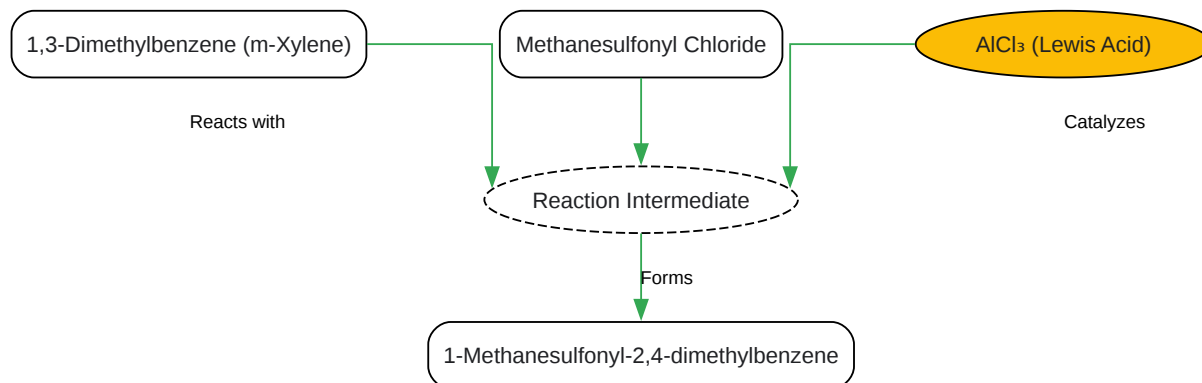 1,3-Dimethylbenzene (m-Xylene)
Methanesulfonyl Chloride
AlCl₃ (Lewis Acid)
Reacts with
Catalyzes
Reaction Intermediate
Forms
1-Methanesulfonyl-2,4-dimethylbenzene